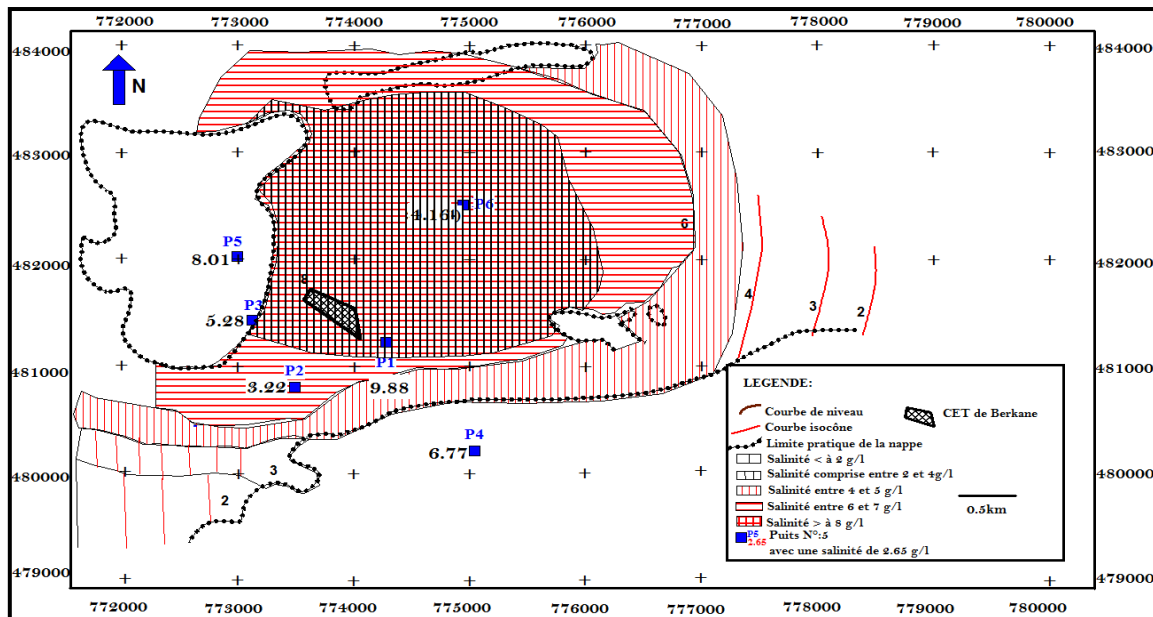 772000 773000 774000 775000 776000 777000 778000 779000 780000
484000 484000
N
483000 483000
P6
6
P5
8.01
482000 482000
8
4 3 2
P3
5.28
P1
481000 481000
P2
3.22 9.88
P4
6.77
480000 480000
3
2
479000 479000
LEGENDE:
Courbe de niveau
CET de Berkane
Courbe isocône
Limite pratique de la nappe
Salinité < à 2 g/l
Salinité comprise entre 2 et 4g/l
Salinité entre 4 et 5 g/l
Salinité entre 6 et 7 g/l
0.5km
Salinité > à 8 g/l
P5 Puits N°:5
2.65
avec une salinité de 2.65 g/l
772000 773000 774000 775000 776000 777000 778000 779000 780000